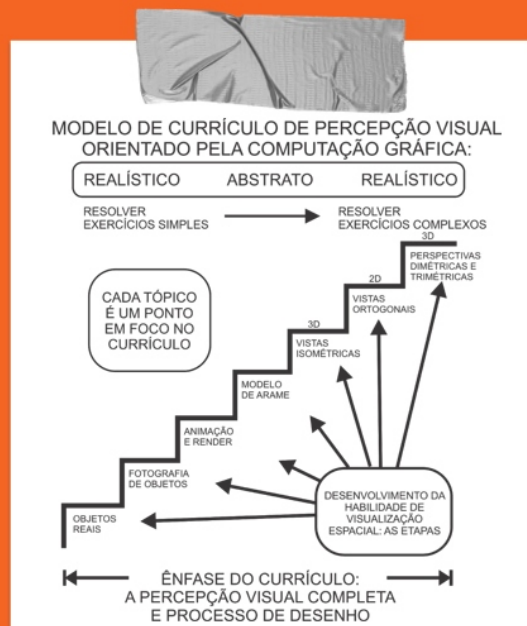 MODELO DE CURRÍCULO DE PERCEPÇÃO VISUAL
ORIENTADO PELA COMPUTAÇÃO GRÁFICA:
REALÍSTICO ABSTRATO REALÍSTICO
RESOLVER
EXERCÍCIOS SIMPLES
RESOLVER
EXERCÍCIOS COMPLEXOS
3D
PERSPECTIVAS
DIMÉTRICAS E
TRIMÉTRICAS
2D
VISTAS
ORTOGONAIS
CADA TÓPICO
É UM PONTO
EM FOCO NO
CURRÍCULO
3D
VISTAS
ISOMÉTRICAS
MODELO
DE ARAME
ANIMAÇÃO
E RENDER
FOTOGRAFIA
DE OBJETOS
OBJETOS
REAIS
DESENVOLVIMENTO DA
HABILIDADE DE
VISUALIZAÇÃO
ESPACIAL: AS ETAPAS
ÊNFASE DO CURRÍCULO:
A PERCEPÇÃO VISUAL COMPLETA
E PROCESSO DE DESENHO